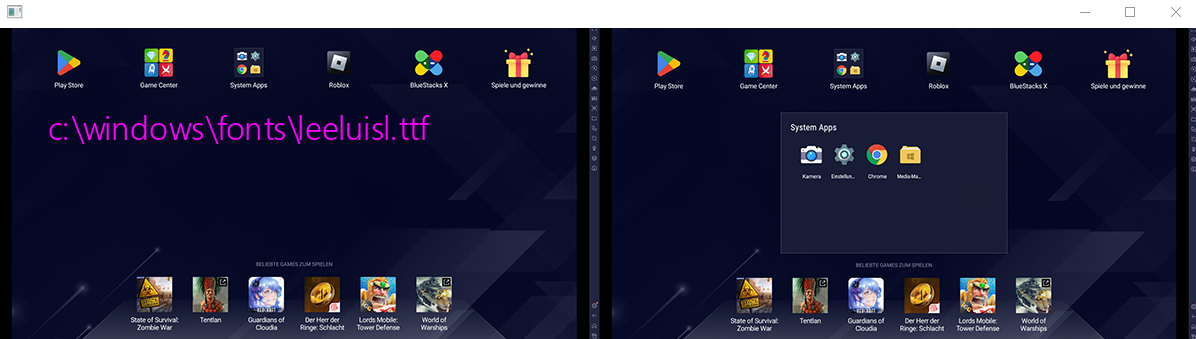 Play Store
Game Center
System Apps
Roblox
BlueStacks X
Spiele und gewinne
c:\windows\fonts\leeluisl.ttf
BELIEBTE GAMES ZUM SPIELEN
State of Survival: Zombie War
Tentlan
Guardians of Cloudia
Der Herr der Ringe: Schlacht
Lords Mobile: Tower Defense
World of Warships
Play Store
Game Center
System Apps
Roblox
BlueStacks X
Spiele und gewinne
System Apps
Kamera
Einstellun...
Chrome
Media-Ma...
BELIEBTE GAMES ZUM SPIELEN
State of Survival: Zombie War
Tentlan
Guardians of Cloudia
Der Herr der Ringe: Schlacht
Lords Mobile: Tower Defense
World of Warships